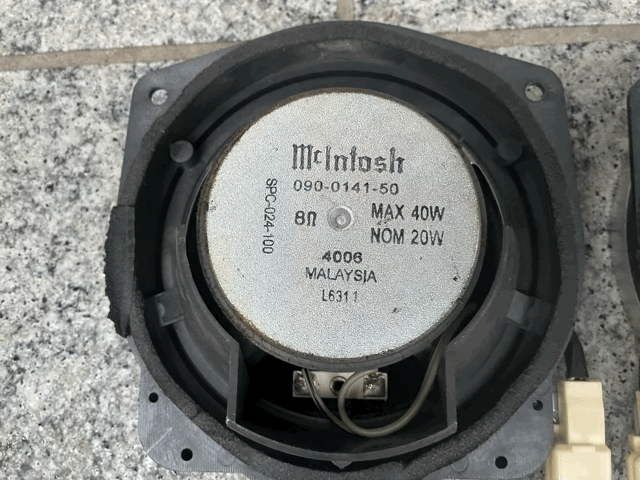 McIntosh
090-0141-50
SPC-024-100
8Ω
MAX 40W
NOM 20W
4006
MALAYSIA
L6311